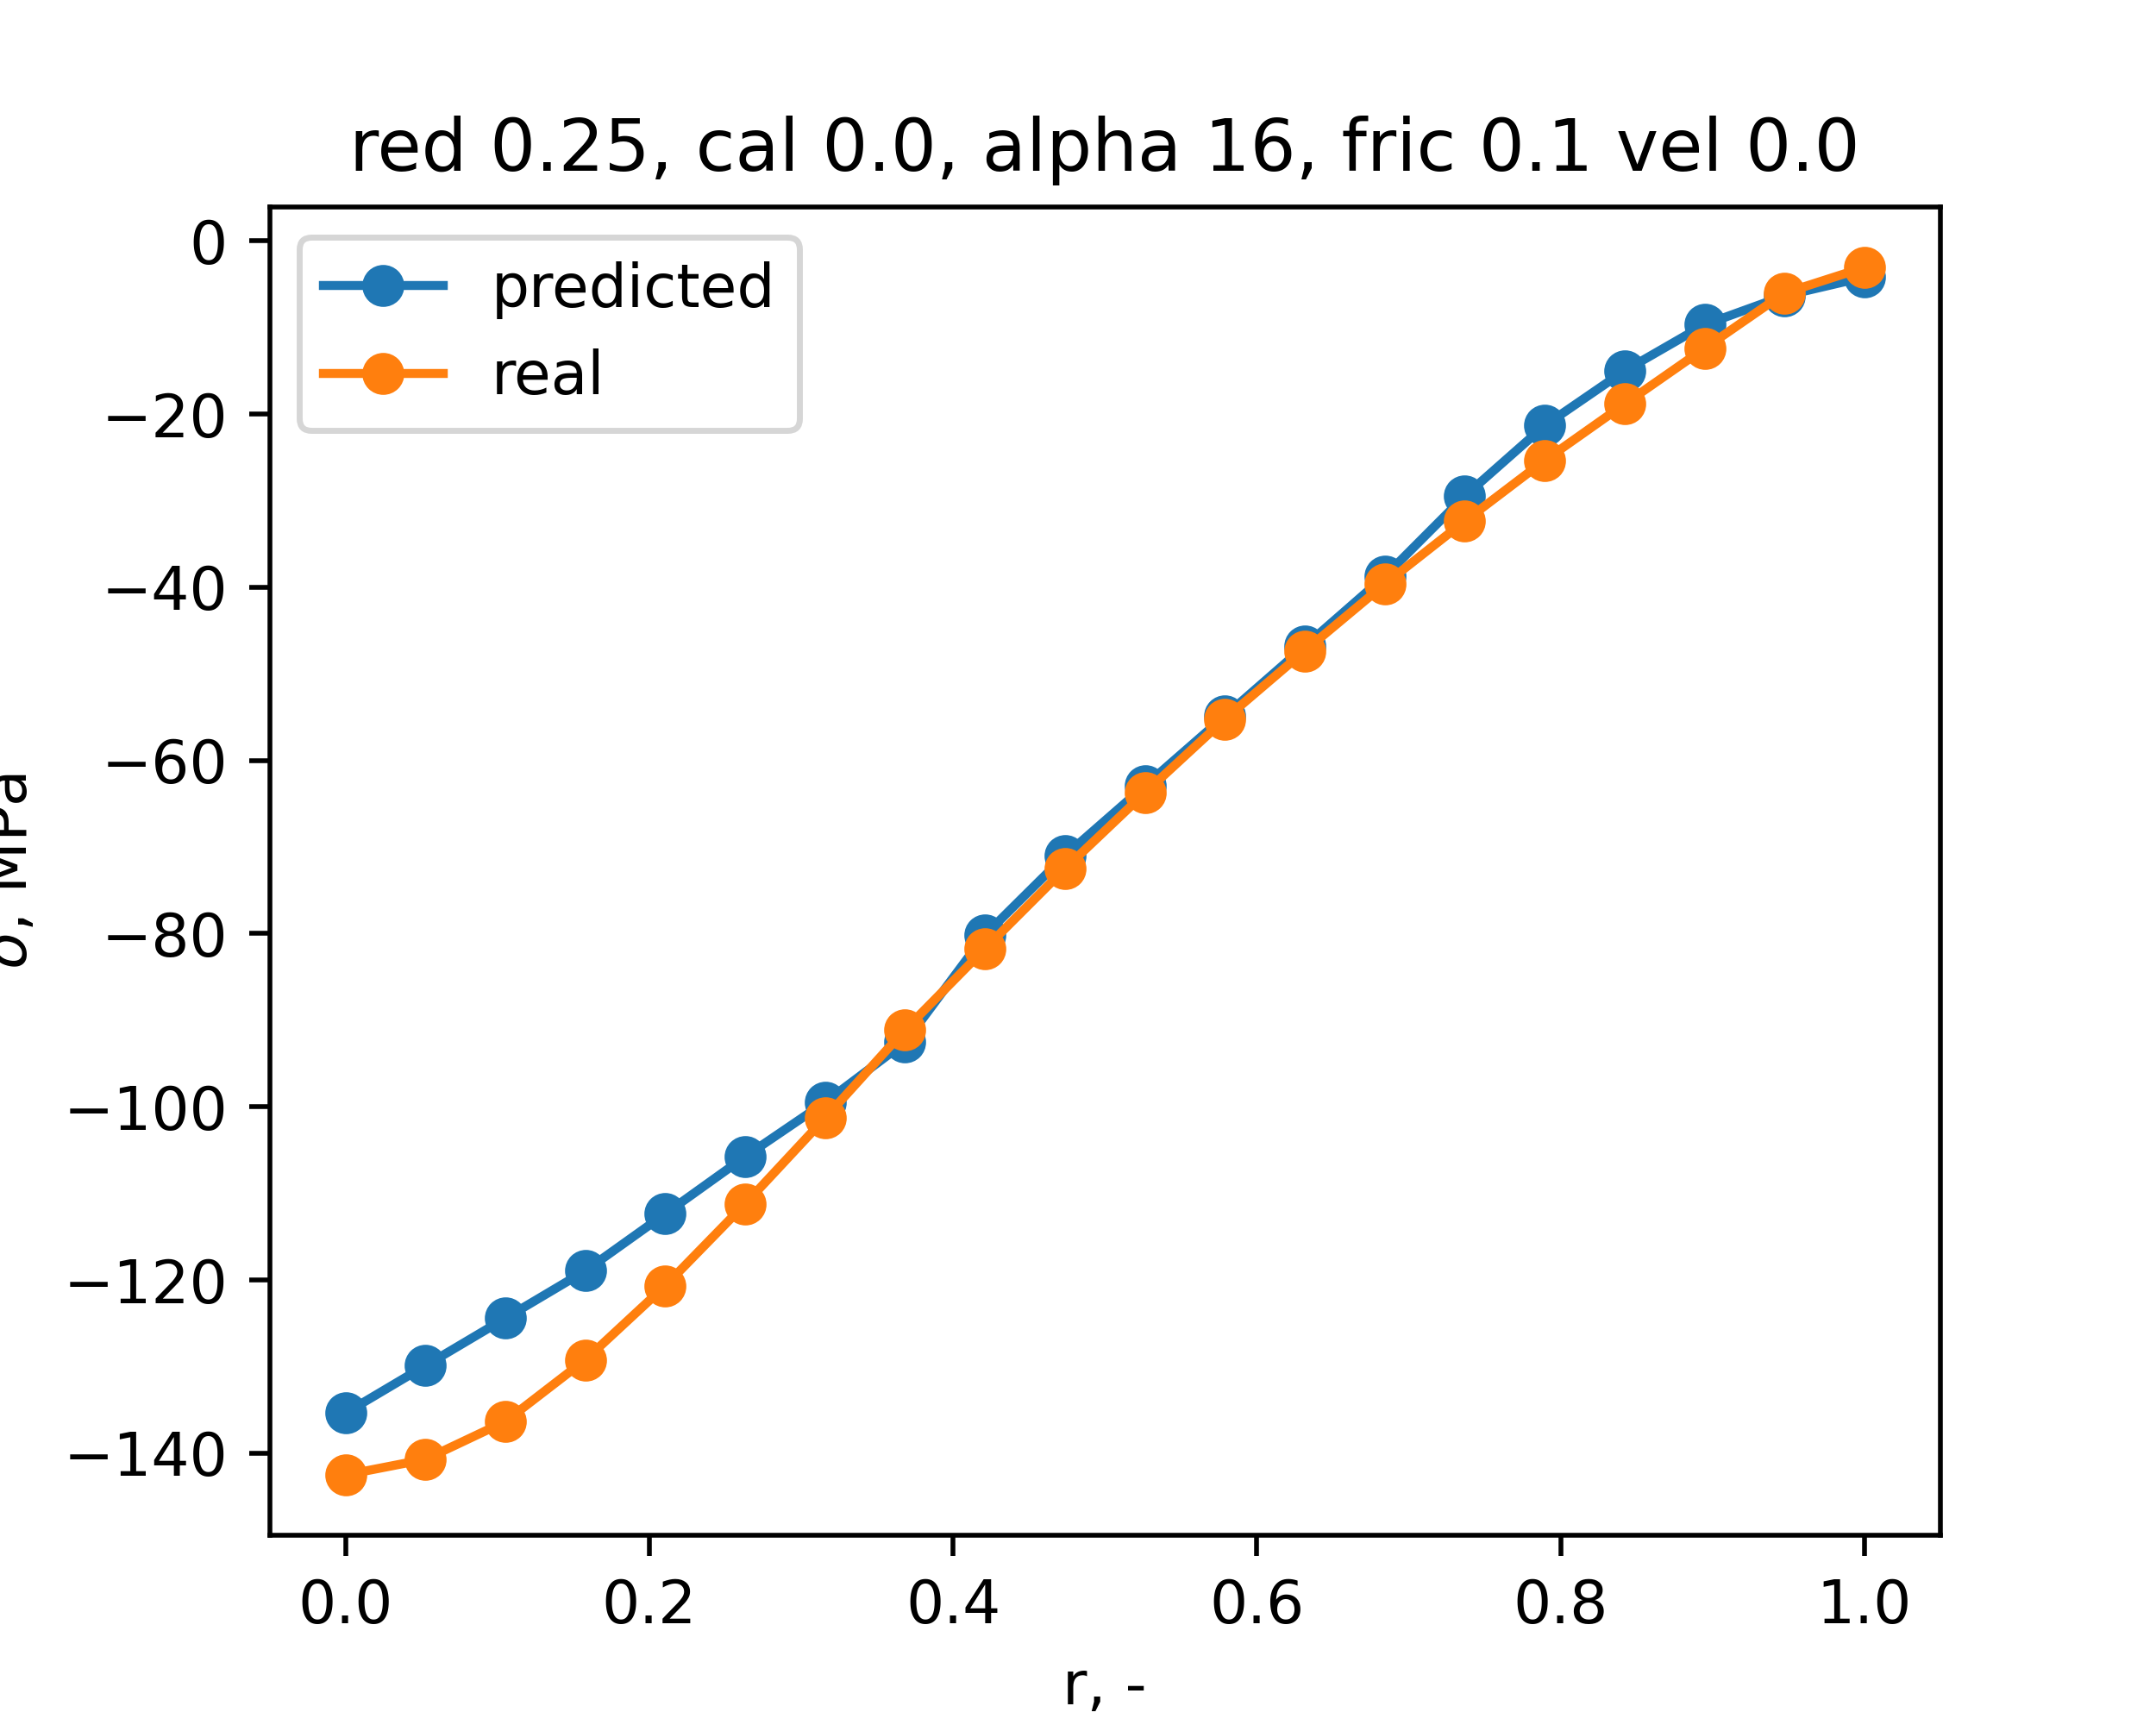 red 0.25, cal 0.0, alpha 16, fric 0.1 vel 0.0
predicted
real
0
−20
−40
−60
−80
−100
−120
−140
, MPa
0.0 0.2 0.4 0.6 0.8 1.0
r, -